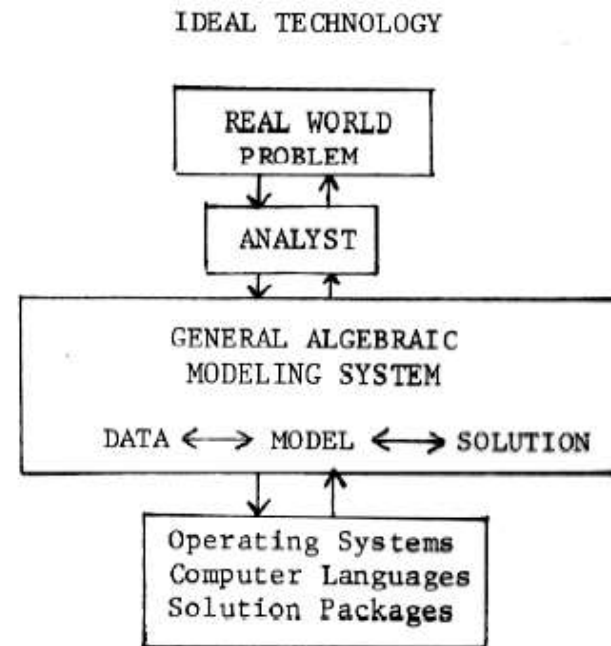 IDEAL TECHNOLOGY
REAL WORLD
PROBLEM
ANALYST
GENERAL ALGEBRAIC
MODELING SYSTEM
DATA <--> MODEL <--> SOLUTION
Operating Systems
Computer Languages
Solution Packages